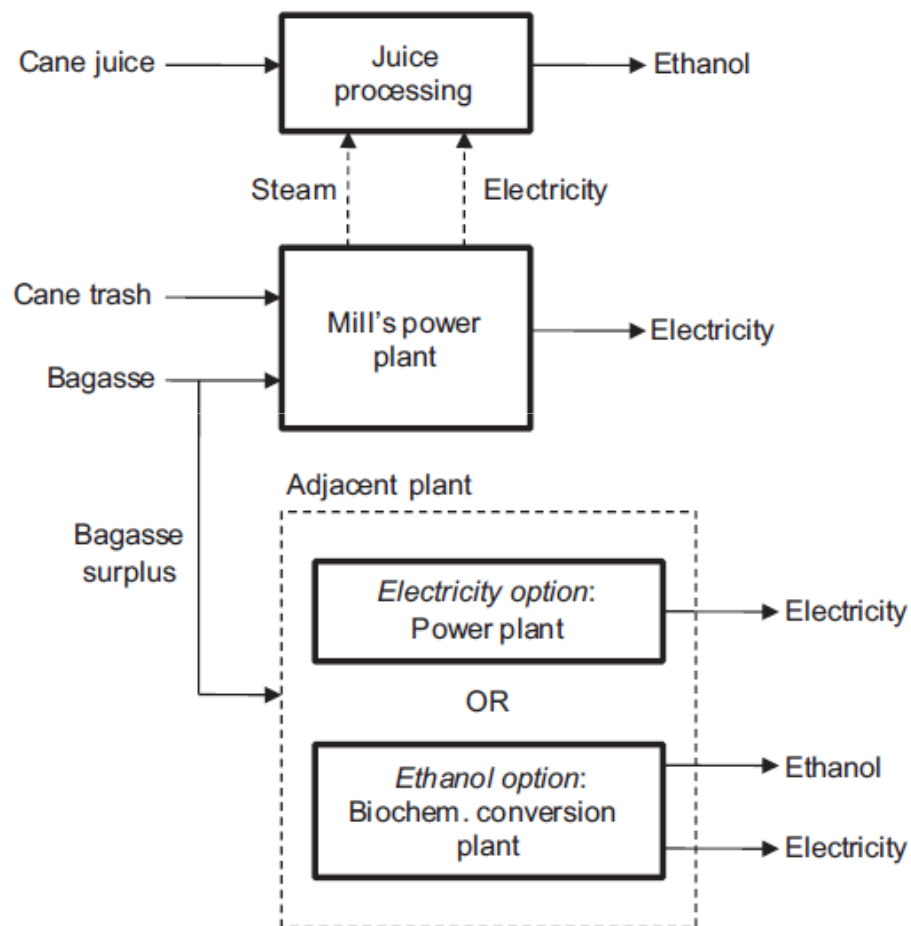 Cane juice
Juice
processing
Ethanol
Steam
Electricity
Cane trash
Mill's power
plant
Electricity
Bagasse
Adjacent plant
Bagasse
surplus
Electricity option:
Power plant
Electricity
OR
Ethanol option:
Biochem. conversion
plant
Ethanol
Electricity